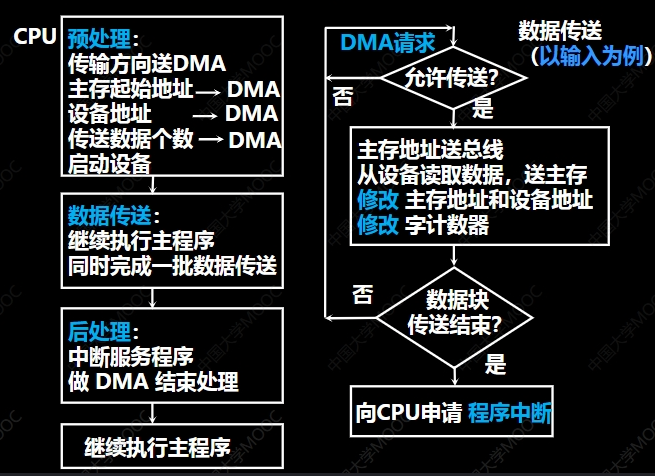 CPU
预处理：
传输方向送DMA
主存起始地址 → DMA
设备地址 → DMA
传送数据个数 → DMA
启动设备
数据传送：
继续执行主程序
同时完成一批数据传送
后处理：
中断服务程序
做 DMA 结束处理
继续执行主程序
数据传送
（以输入为例）
DMA请求
允许传送？
否
是
主存地址送总线
从设备读取数据，送主存
修改 主存地址和设备地址
修改 字计数器
否
数据块
传送结束？
是
向CPU申请 程序中断
中国大学MOOC